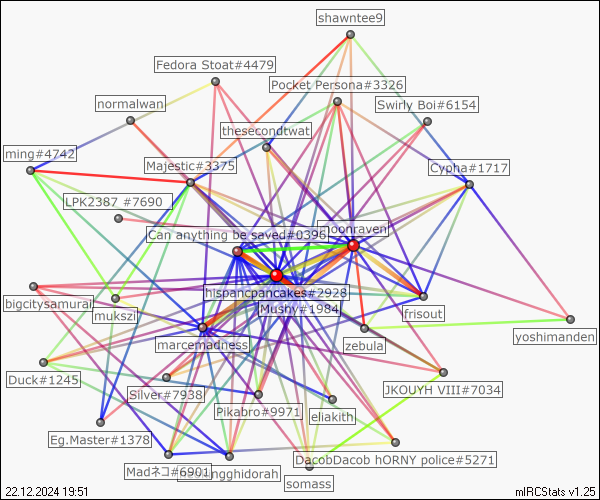 shawntee9
Fedora Stoat#4479
Pocket Persona#3326
normalwan
Swirly Boi#6154
thesecondtwat
ming#4742
Majestic#3375
Cypha#1717
LPK2387 #7690
Can anything be saved#0396
noonraven
hispancpancakes#2928
bigcitysamurai
mukszi
Mushy#1984
frisout
marcemadness
zebula
yoshimanden
Duck#1245
Silver#7938
JKOUYH VIII#7034
Pikabro#9971
eliakith
Eg.Master#1378
DacobDacob hORNY police#5271
Madネコ#6901
gghidorah
somass
22.12.2024 19:51
mIRCStats v1.25